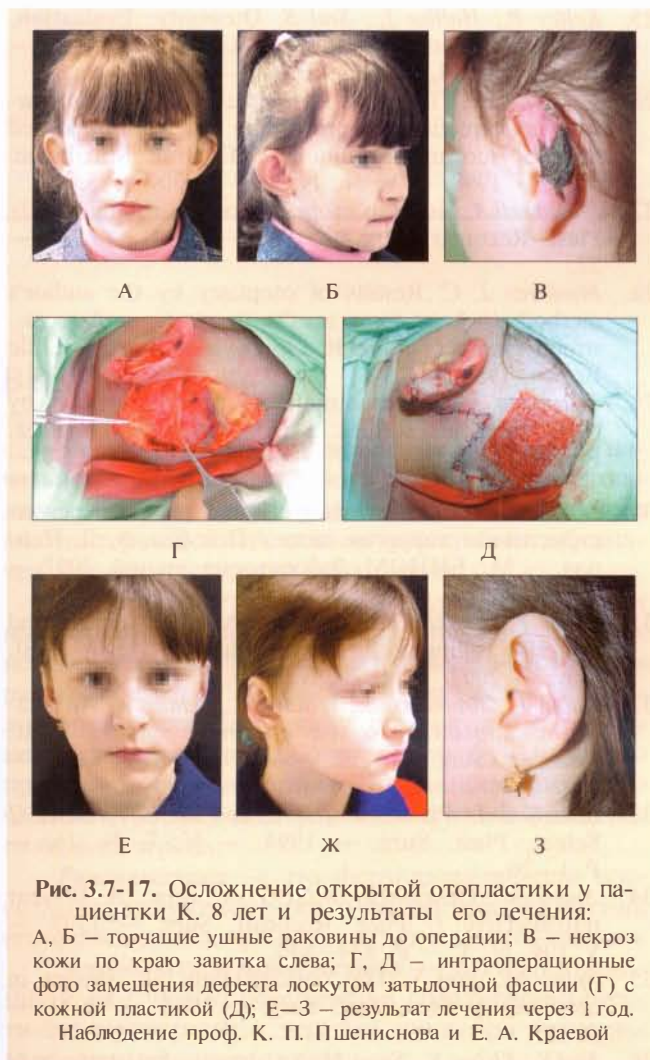 А
Б
В
Г
Д
Е
Ж
З
Рис. 3.7-17. Осложнение открытой отопластики у па-
циентки К. 8 лет и результаты его лечения:
А, Б – торчащие ушные раковины до операции; В – некроз
кожи по краю завитка слева; Г, Д – интраоперационные
фото замещения дефекта лоскутом затылочной фасции (Г) с
кожной пластикой (Д); Е—З – результат лечения через 1 год.
Наблюдение проф. К. П. Пшениснова и Е. А. Краевой